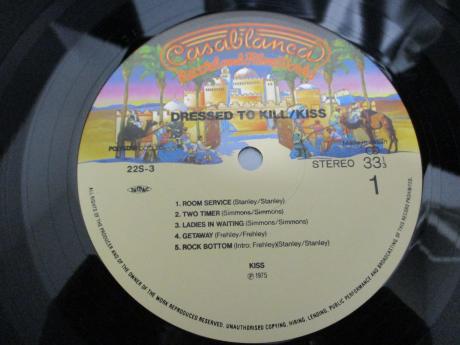 Casablanca
Record and FilmWorks
DRESSED TO KILL/KISS
22S-3
STEREO 33⅓
1
1. ROOM SERVICE (Stanley/Stanley)
2. TWO TIMER (Simmons/Simmons)
3. LADIES IN WAITING (Simmons/Simmons)
4. GETAWAY (Frehley/Frehley)
5. ROCK BOTTOM (Intro: Frehley)(Stanley/Stanley)
KISS
Ⓟ 1975
ALL RIGHTS OF THE PRODUCER AND OF THE OWNER OF THE WORK REPRODUCED RESERVED. UNAUTHORISED COPYING, HIRING, LENDING, PUBLIC PERFORMANCE AND BROADCASTING OF THIS RECORD PROHIBITED.